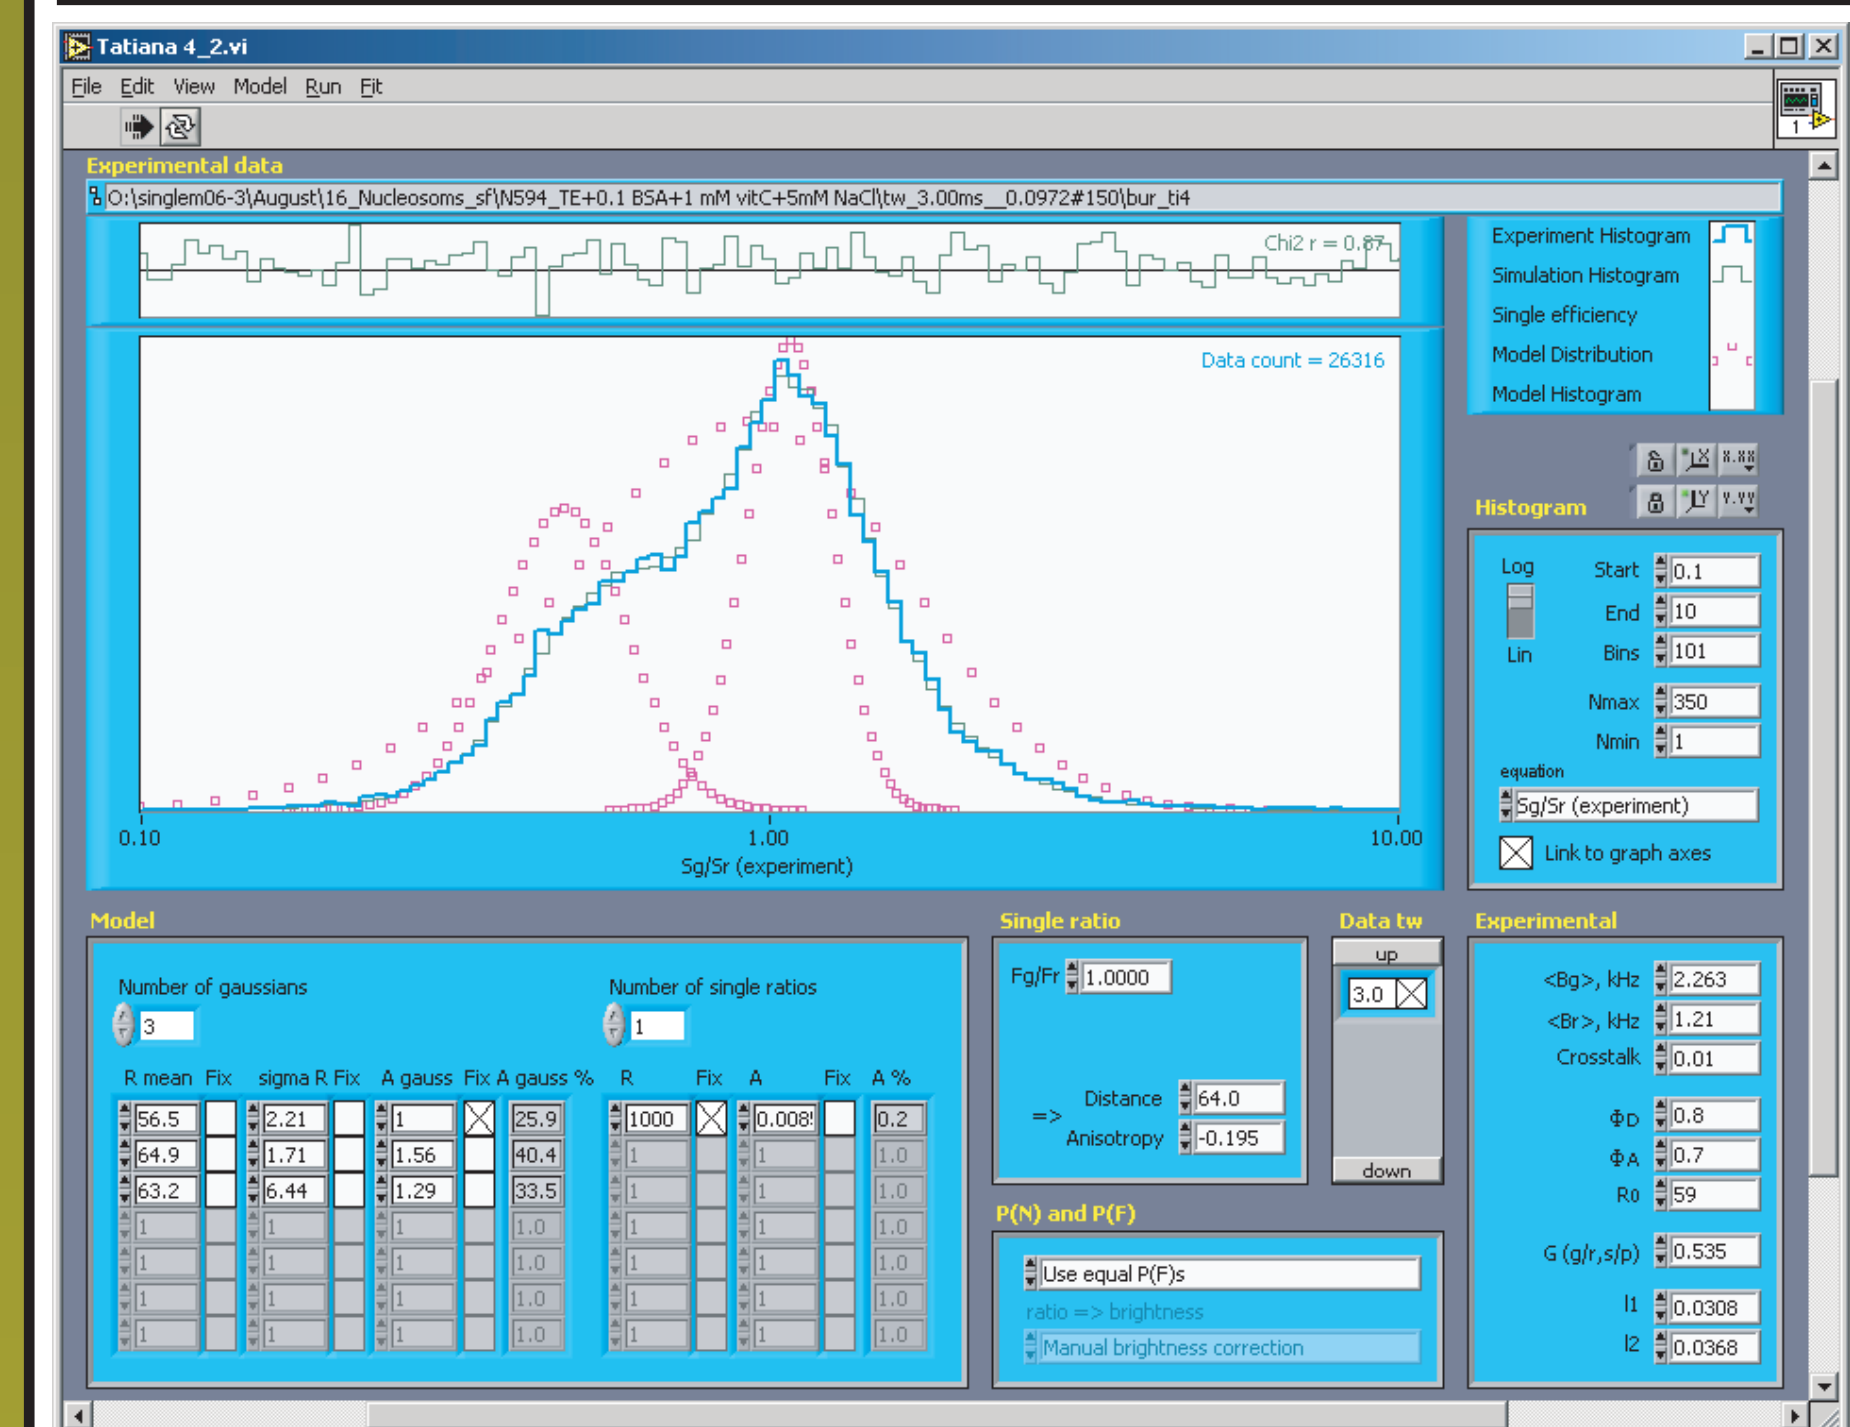 Tatiana 4_2.vi
File Edit View Model Run Fit
1
Experimental data
O:\singlem06-3\August\16_Nucleosoms_sf\N594_TE+0.1 BSA+1 mM vitC+5mM NaCl\tw_3.00ms__0.0972#150\bur_ti4
Chi2 r = 0.87
Data count = 26316
0.10 1.00 10.00
Sg/Sr (experiment)
Experiment Histogram
Simulation Histogram
Single efficiency
Model Distribution
Model Histogram
X X.XX
Y Y.YY
Histogram
Log
Lin
Start 0.1
End 10
Bins 101
Nmax 350
Nmin 1
equation
Sg/Sr (experiment)
Link to graph axes
Model
Number of gaussians Number of single ratios
3 1
R mean Fix sigma R Fix A gauss Fix A gauss % R Fix A Fix A %
56.5 2.21 1 25.9 1000 0.008 0.2
64.9 1.71 1.56 40.4 1 1 1.0
63.2 6.44 1.29 33.5 1 1 1.0
1 1 1 1.0 1 1 1.0
1 1 1 1.0 1 1 1.0
1 1 1 1.0 1 1 1.0
1 1 1 1.0 1 1 1.0
Single ratio
Fg/Fr 1.0000
=>
Distance 64.0
Anisotropy -0.195
Data tw
up
3.0
down
P(N) and P(F)
Use equal P(F)s
ratio => brightness
Manual brightness correction
Experimental
<Bg>, kHz 2.263
<Br>, kHz 1.21
Crosstalk 0.01
ΦD 0.8
ΦA 0.7
R0 59
G (g/r,s/p) 0.535
l1 0.0308
l2 0.0368